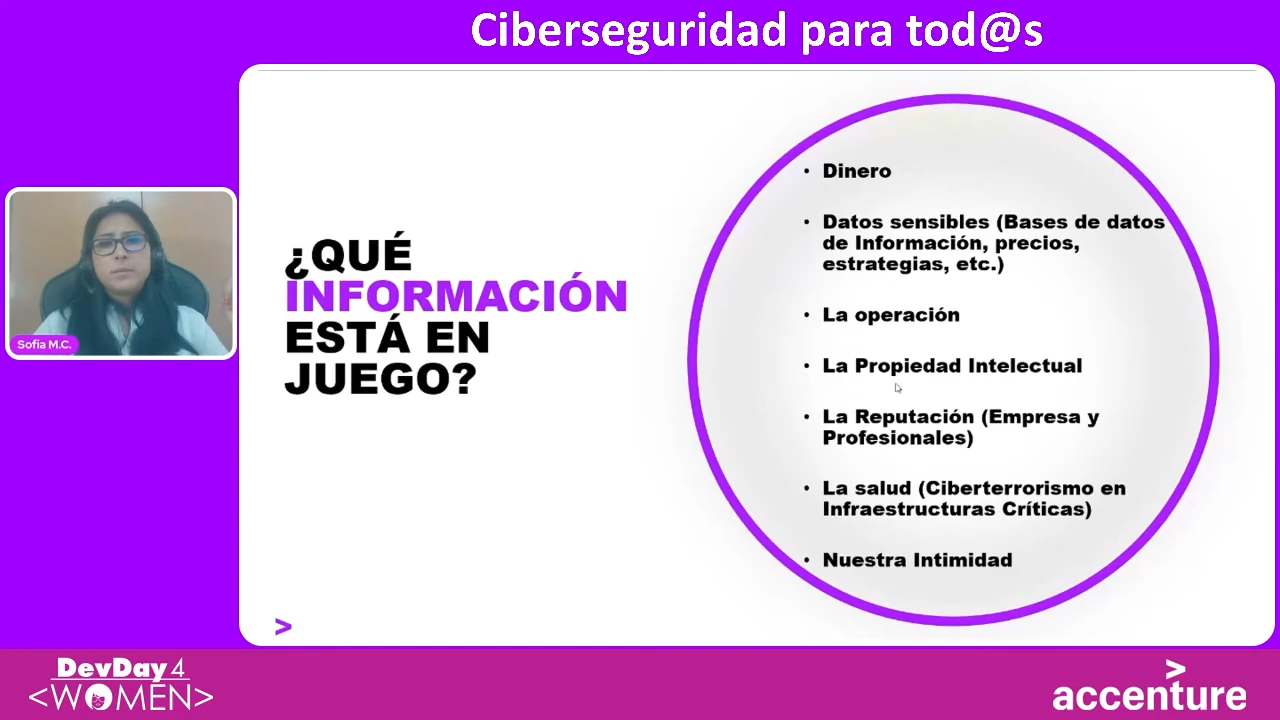 Ciberseguridad para tod@s
¿QUÉ
INFORMACIÓN
ESTÁ EN
JUEGO?
• Dinero
• Datos sensibles (Bases de datos
de Información, precios,
estrategias, etc.)
• La operación
• La Propiedad Intelectual
• La Reputación (Empresa y
Profesionales)
• La salud (Ciberterrorismo en
Infraestructuras Críticas)
• Nuestra Intimidad
Sofia M.C.
>
DevDay 4
<WOMEN>
>
accenture